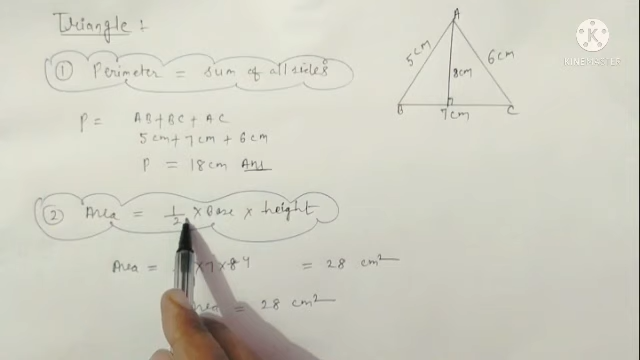 Triangle :
① Perimeter = sum of all sides
P = AB + BC + AC
5cm + 7cm + 6cm
P = 18cm Ans
② Area = 1/2 × Base × height
Area = × 7 × 8 4 = 28 cm²
= 28 cm²
A
5cm
6cm
8cm
B
7cm
C
KINEMASTER